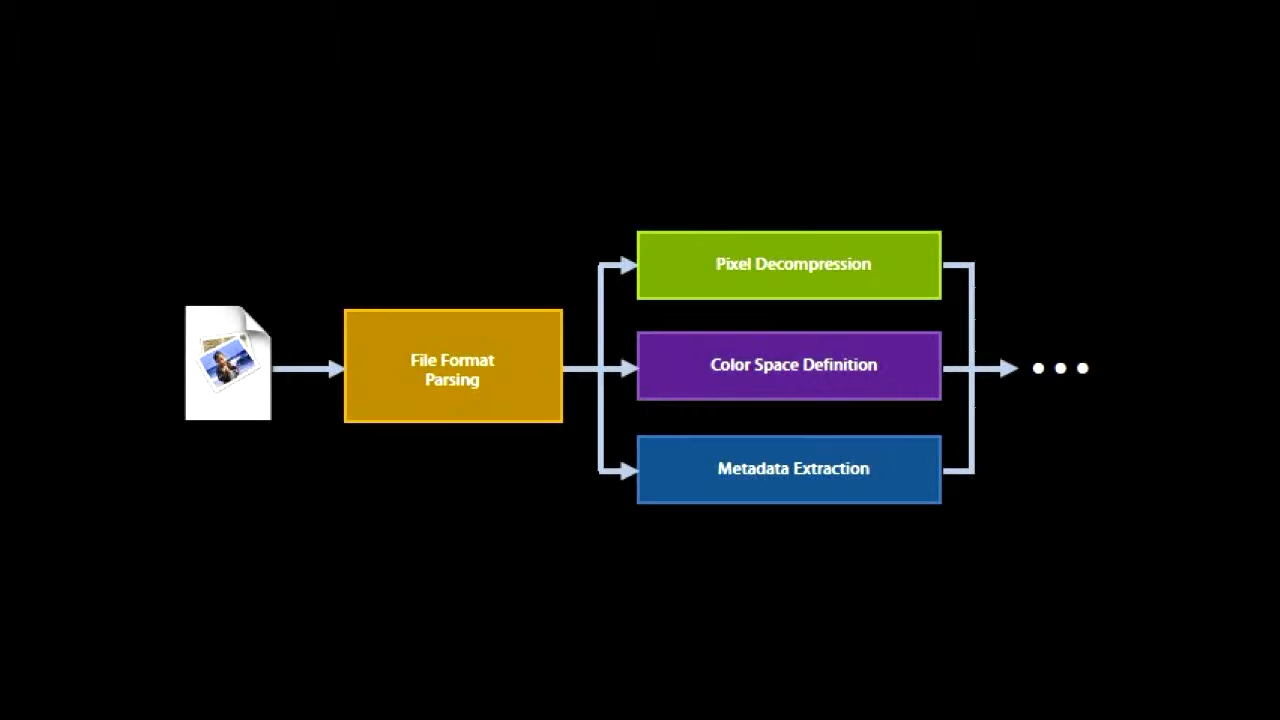 File Format
Parsing
Pixel Decompression
Color Space Definition
Metadata Extraction